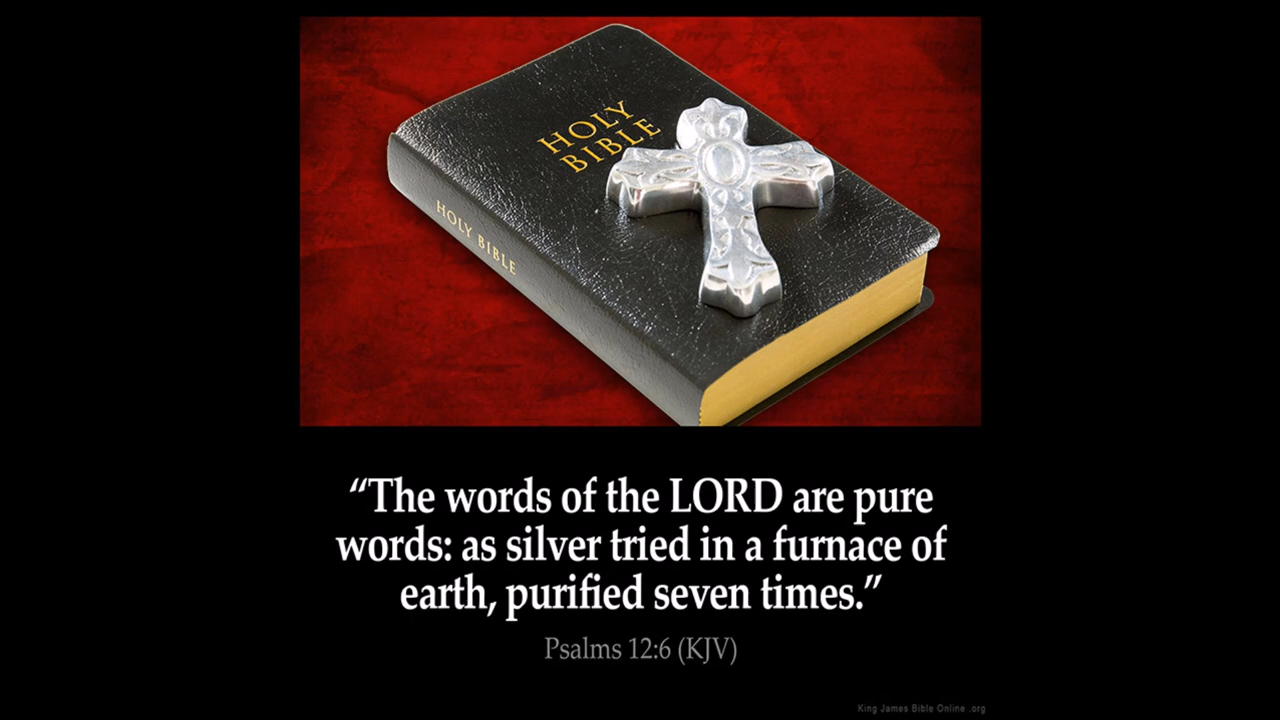 HOLY
BIBLE
HOLY BIBLE
“The words of the LORD are pure
words: as silver tried in a furnace of
earth, purified seven times.”
Psalms 12:6 (KJV)
King James Bible Online .org